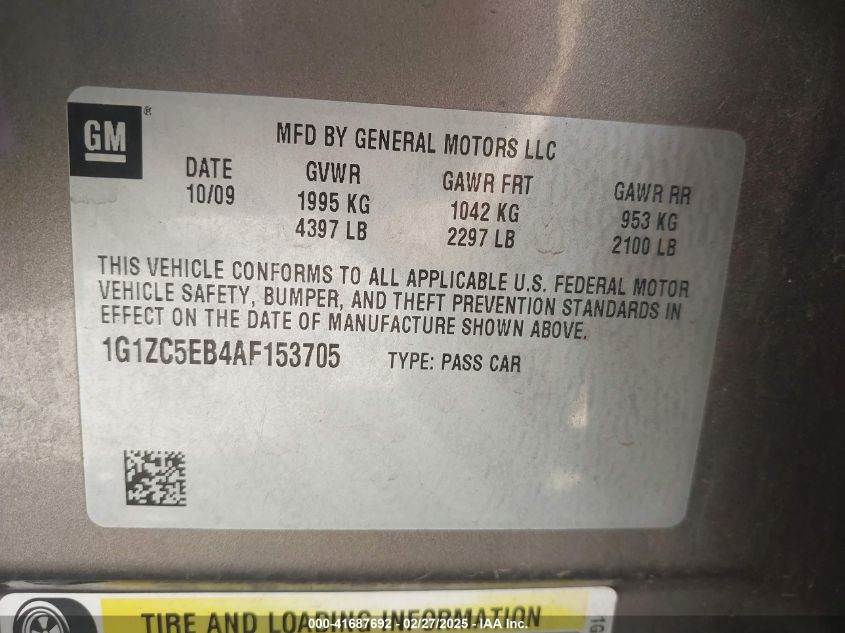 GM ®
MFD BY GENERAL MOTORS LLC
DATE GVWR GAWR FRT GAWR RR
10/09 1995 KG 1042 KG 953 KG
4397 LB 2297 LB 2100 LB
THIS VEHICLE CONFORMS TO ALL APPLICABLE U.S. FEDERAL MOTOR
VEHICLE SAFETY, BUMPER, AND THEFT PREVENTION STANDARDS IN
EFFECT ON THE DATE OF MANUFACTURE SHOWN ABOVE.
1G1ZC5EB4AF153705 TYPE: PASS CAR
TIRE AND LOADING INFORMATION
1G
000-41687692 - 02/27/2025 - IAA Inc.